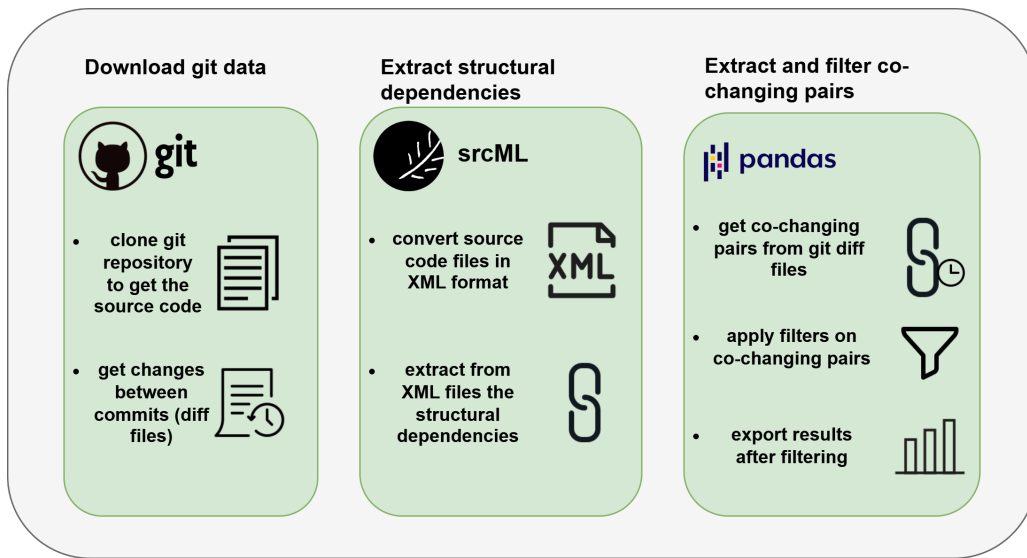 Download git data
git
clone git
repository
to get the
source code
get changes
between
commits (diff
files)
Extract structural
dependencies
srcML
convert source
code files in
XML format
XML
extract from
XML files the
structural
dependencies
Extract and filter co-
changing pairs
pandas
get co-changing
pairs from git diff
files
apply filters on
co-changing pairs
export results
after filtering